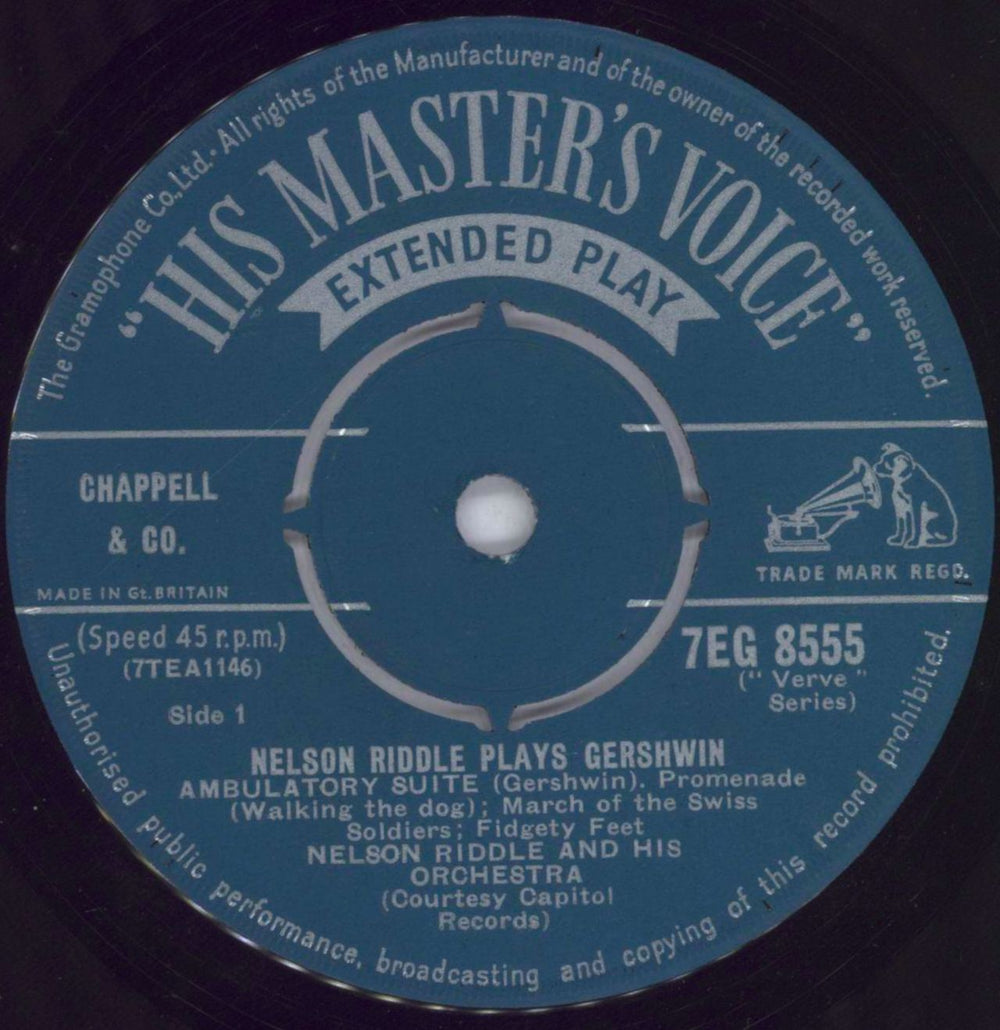 The Gramophone Co., Ltd. · All rights of the Manufacturer and of the owner of the recorded work reserved.
"HIS MASTER'S VOICE"
EXTENDED PLAY
CHAPPELL
& CO.
MADE IN Gt. BRITAIN
TRADE MARK REGD.
(Speed 45 r.p.m.)
(7TEA1146)
Side 1
7EG 8555
("Verve"
Series)
NELSON RIDDLE PLAYS GERSHWIN
AMBULATORY SUITE (Gershwin). Promenade
(Walking the dog); March of the Swiss
Soldiers; Fidgety Feet
NELSON RIDDLE AND HIS
ORCHESTRA
(Courtesy Capitol
Records)
Unauthorised public performance, broadcasting and copying of this record prohibited.